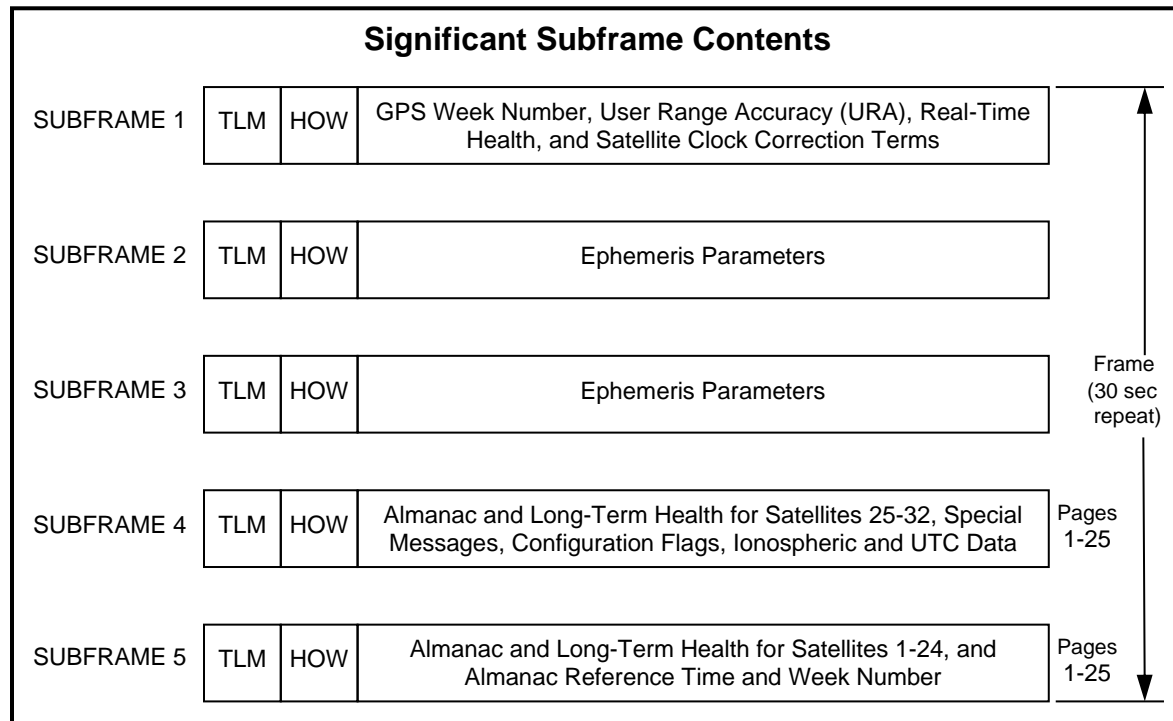 Significant Subframe Contents
SUBFRAME 1
TLM
HOW
GPS Week Number, User Range Accuracy (URA), Real-Time
Health, and Satellite Clock Correction Terms
SUBFRAME 2
TLM
HOW
Ephemeris Parameters
SUBFRAME 3
TLM
HOW
Ephemeris Parameters
Frame
(30 sec
repeat)
SUBFRAME 4
TLM
HOW
Almanac and Long-Term Health for Satellites 25-32, Special
Messages, Configuration Flags, Ionospheric and UTC Data
Pages
1-25
SUBFRAME 5
TLM
HOW
Almanac and Long-Term Health for Satellites 1-24, and
Almanac Reference Time and Week Number
Pages
1-25